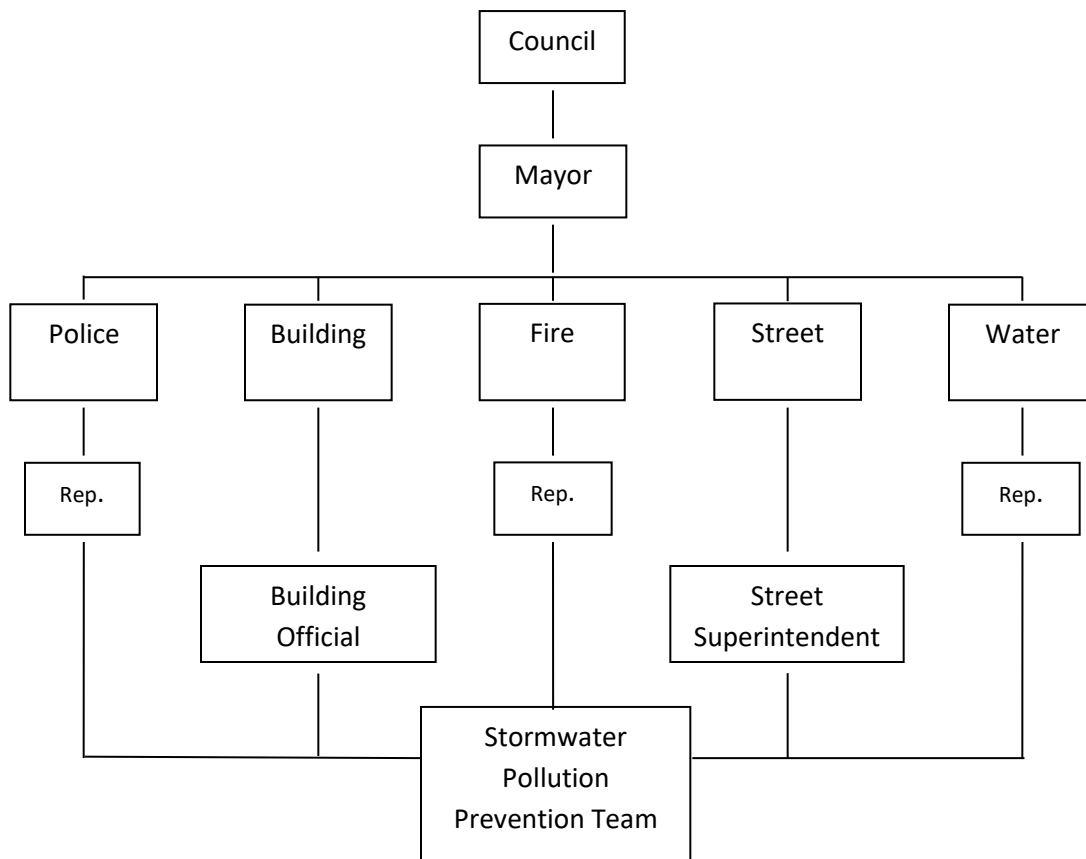 Council
Mayor
Police
Building
Fire
Street
Water
Rep.
Rep.
Rep.
Building
Official
Street
Superintendent
Stormwater
Pollution
Prevention Team